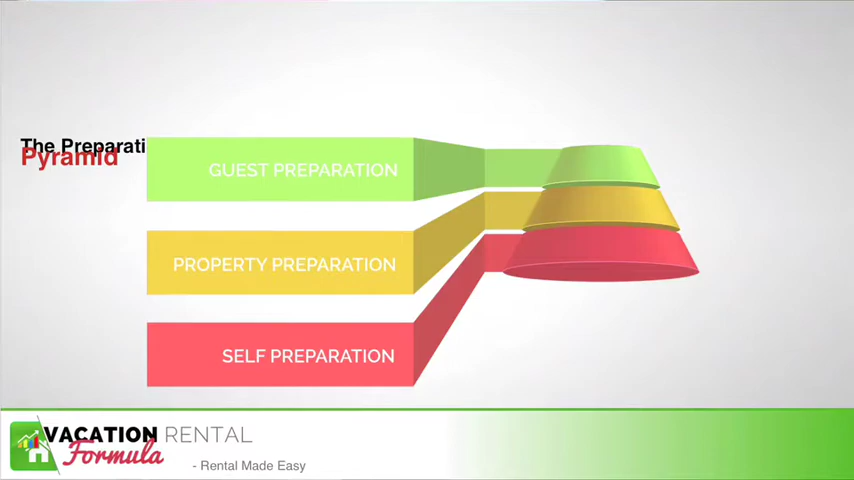 The Preparati
Pyramid
GUEST PREPARATION
PROPERTY PREPARATION
SELF PREPARATION
VACATION RENTAL
Formula
- Rental Made Easy